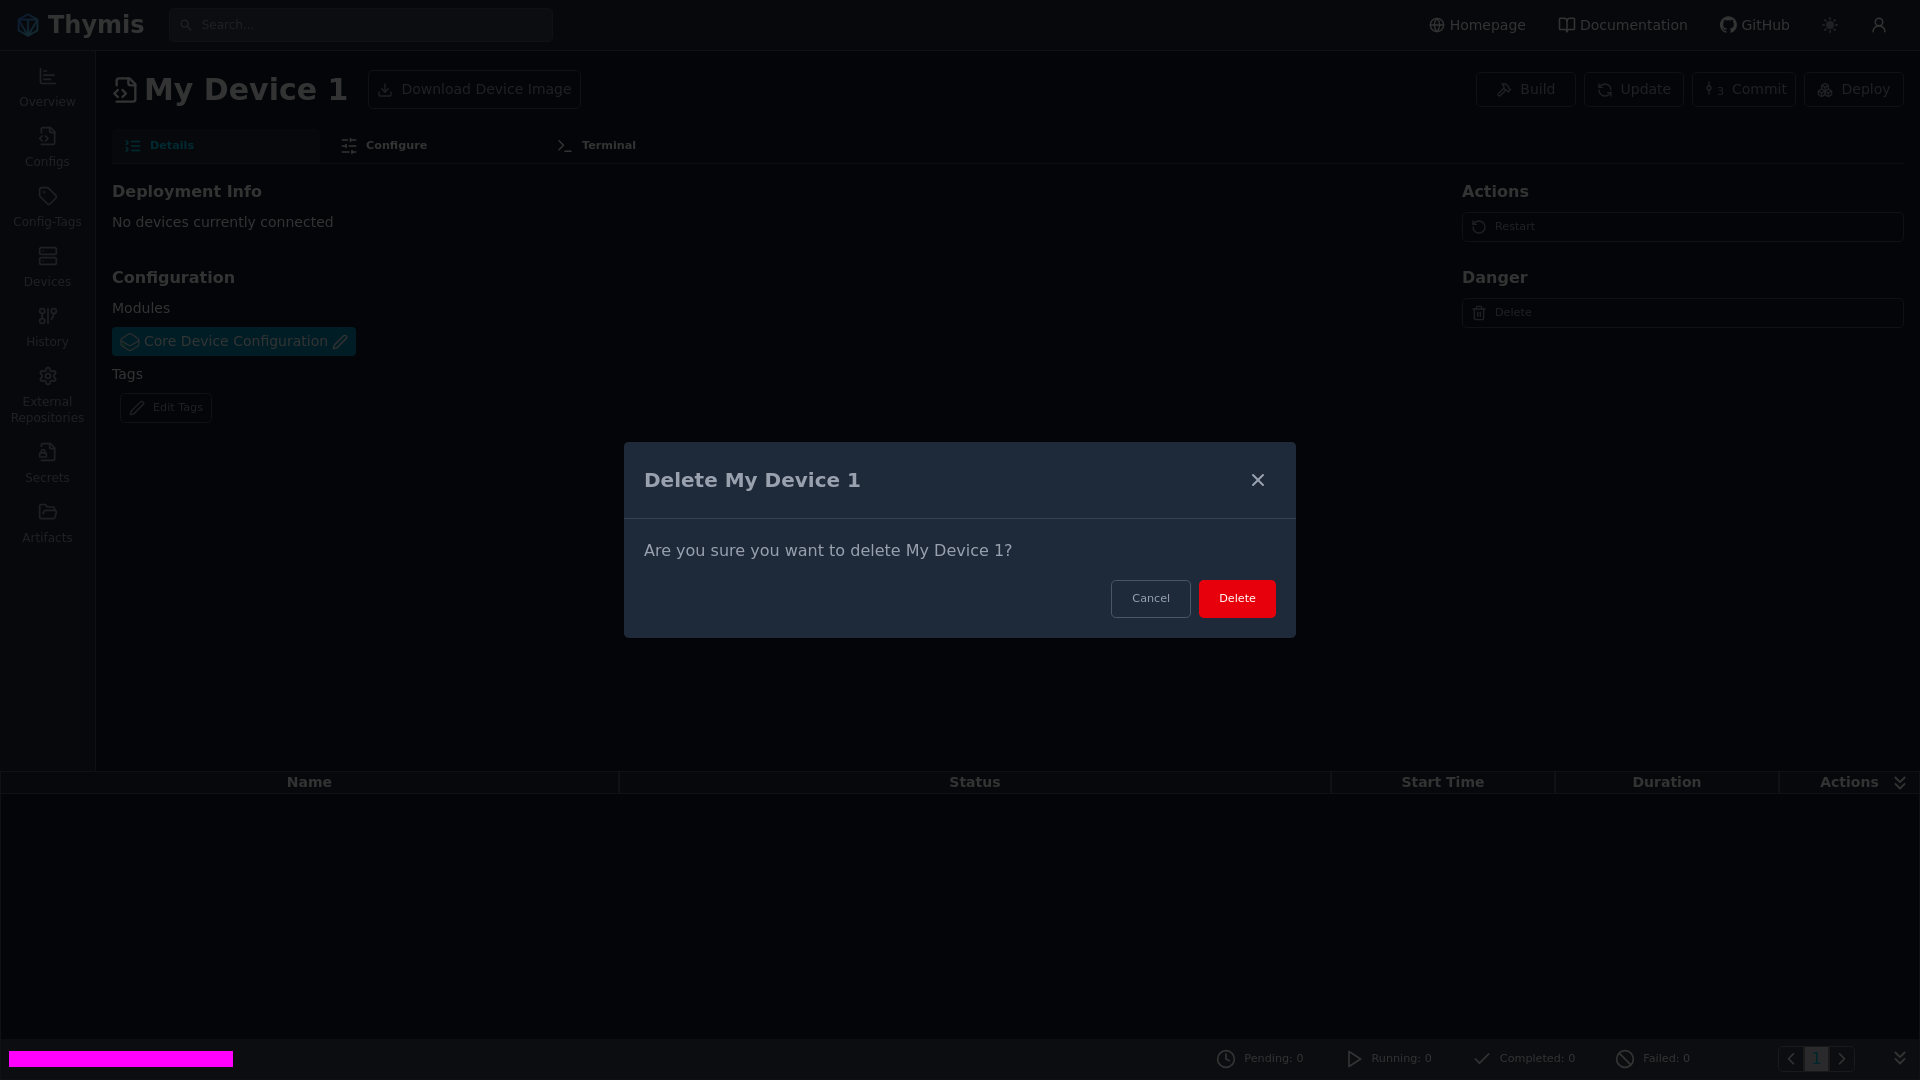 Thymis
Search...
Homepage
Documentation
GitHub
Overview
Configs
Config-Tags
Devices
History
External
Repositories
Secrets
Artifacts
My Device 1
Download Device Image
Build
Update
3 Commit
Deploy
Details
Configure
Terminal
Deployment Info
No devices currently connected
Configuration
Modules
Core Device Configuration
Tags
Edit Tags
Actions
Restart
Danger
Delete
Delete My Device 1
Are you sure you want to delete My Device 1?
Cancel
Delete
Name
Status
Start Time
Duration
Actions
Pending: 0
Running: 0
Completed: 0
Failed: 0
1